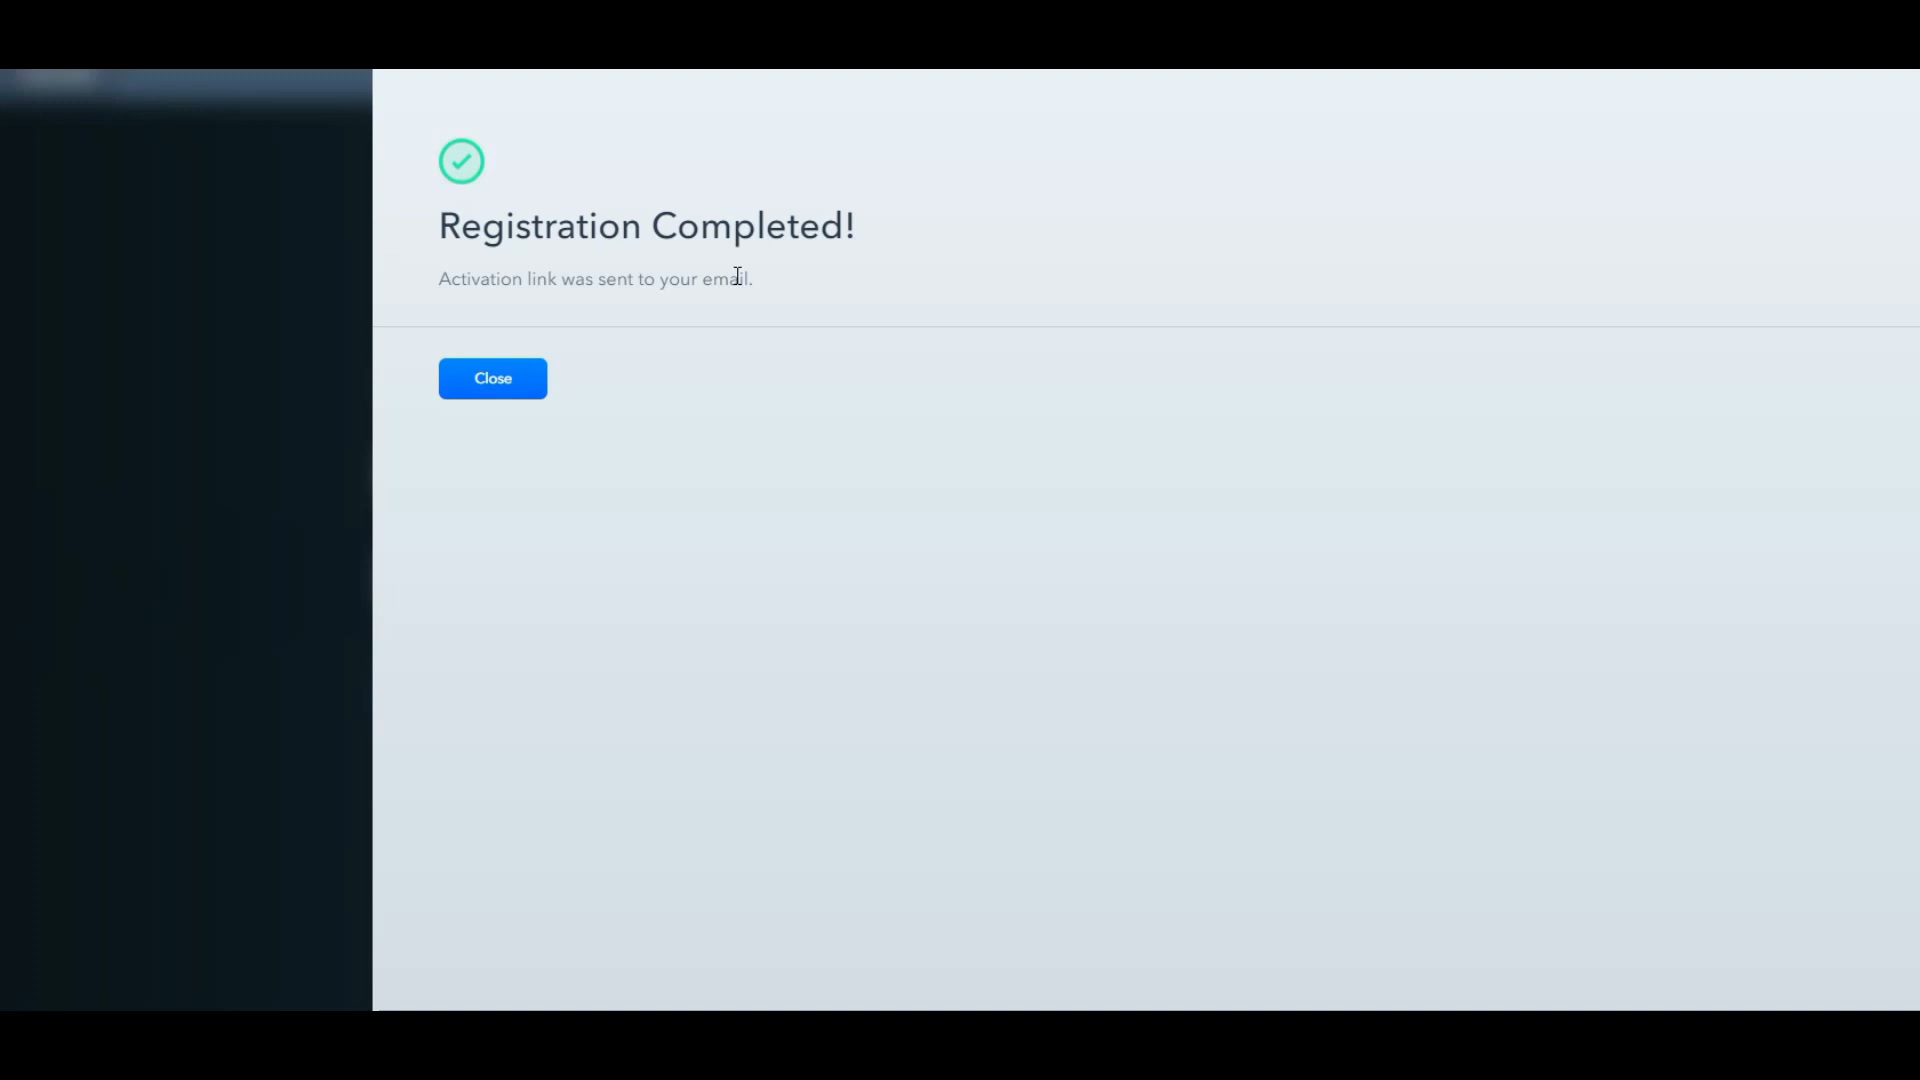 Registration Completed!
Activation link was sent to your email.
Close